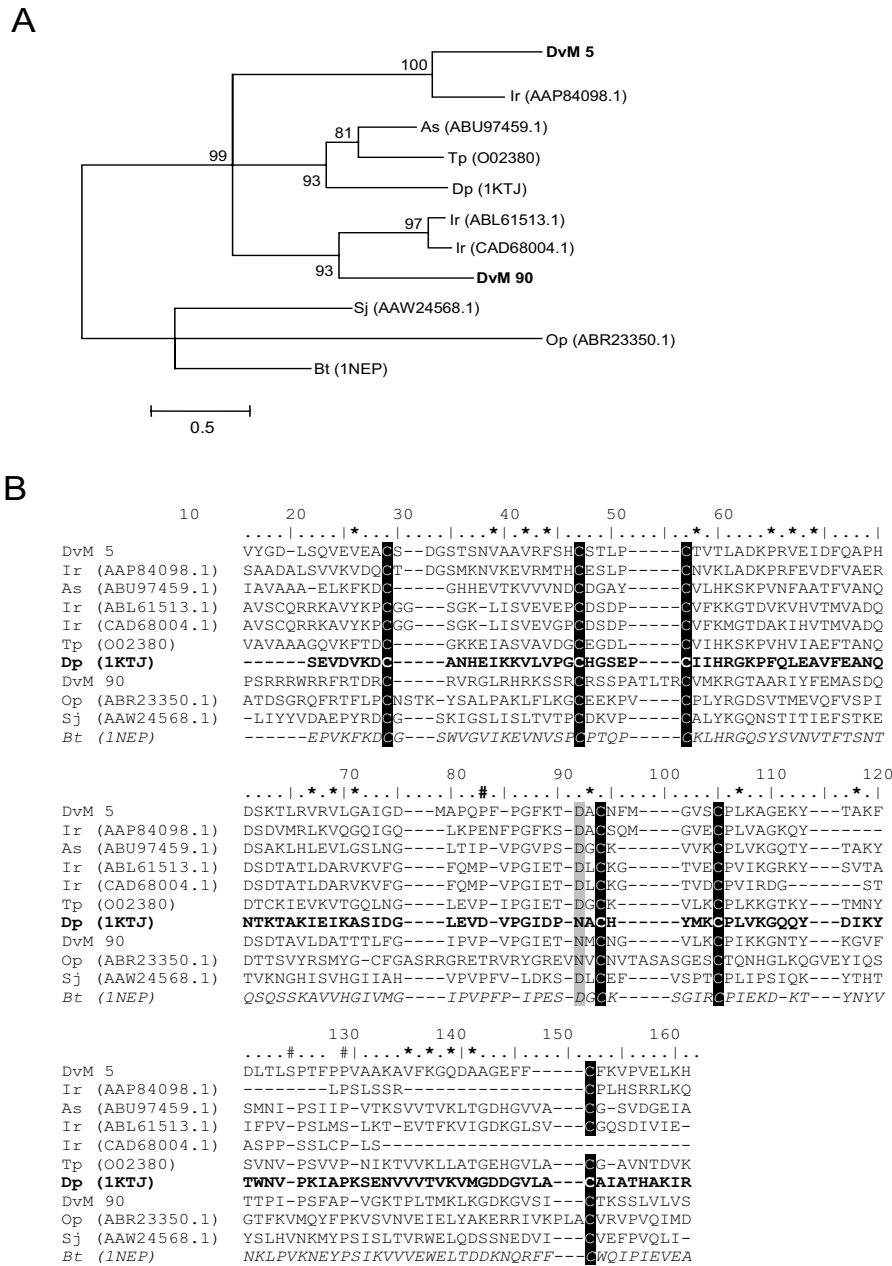 A
DvM 5
100
Ir (AAP84098.1)
As (ABU97459.1)
81
99
Tp (O02380)
93
Dp (1KTJ)
Ir (ABL61513.1)
97
Ir (CAD68004.1)
93
DvM 90
Sj (AAW24568.1)
Op (ABR23350.1)
Bt (1NEP)
0.5
B
10 20 30 40 50 60
DvM 5 VYGD-LSQVEVEACS--DGSTSNVAAVRFSHCSTLP-----CTVTLADKPRVEIDFQAPH
Ir (AAP84098.1) SAADALSVVKVDQCT--DGSMKNVKEVRMTHCESLP-----CNVKLADKPRFEVDFVAER
As (ABU97459.1) IAVAAA-ELKFKDC-----GHHEVTKVVVNDCDGAY-----CVLHKSKPVNFAATFVANQ
Ir (ABL61513.1) AVSCQRRKAVYKPCGG---SGK-LISVEVEPCDSDP-----CVFKKGTDVKVHVTMVADQ
Ir (CAD68004.1) AVSCQRRKAVYKPCGG---SGK-LISVEVEPCDSDP-----CVFKMGTDAKIHVTMVADQ
Tp (O02380) VAVAAAGQVKFTDC-----GKKEIASVAVDGCEGDL-----CVIHKSKPVHVIAEFTANQ
Dp (1KTJ) ------SEVDVKDC-----ANHEIKKVLVPGCHGSEP----CIIHRGKPFQLEAVFEANQ
DvM 90 PSRRRWRRFRTDRC-----RVRGLRHRKSSRCRSSPATLTRCVMKRGTAARIYFEMASDQ
Op (ABR23350.1) ATDSGRQFRTFLPCNSTK-YSALPAKLFLKGCEEKPV----CPLYRGDSVTMEVQFVSPI
Sj (AAW24568.1) -LIYYVDAEPYRDCG----SKIGSLISLTVTPCDKVP----CALYKGQNSTITIEFSTKE
Bt (1NEP) ------EPVKFKDCG----SWVGVIKEVNVSPCPTQP----CKLHRGQSYSVNVTFTSNT
70 80 90 100 110 120
DvM 5 DSKTLRVRVLGAIGD---MAPQPF-PGFKT-DACNFM----GVSCPLKAGEKY---TAKF
Ir (AAP84098.1) DSDVMRLKVQGQIGQ---LKPENFPGFKS-DACSQM----GVECPLVAGKQY--------
As (ABU97459.1) DSAKLHLEVLGSLNG---LTIP-VPGVPS-DGCK------VVKCPLVKGQTY---KYDY
Ir (ABL61513.1) DSDTATLDARVKVFG---FQMP-VPGIET-DLCKG-----TVECPVIKGRKY---SVTA
Ir (CAD68004.1) DSDTATLDARVKVFG---FQMP-VPGIET-DLCKG-----TVDCPVIRDG------ST
Tp (O02380) DTCKIEVKVTGQLNG---LEVP-IPGIET-DGCK------VLKCPLKKGTKY---TMNY
Dp (1KTJ) NTKTAKIEIKASIDG---LEVDVPGIDPNACH------YMKCPLVKGQQY---DIKY
DvM 90 DSDTAVLDATTTLFG---IPVP-VPGIET-NMCNG-----VLKCPIKKGNTY---KGVF
Op (ABR23350.1) DTTSVYRSMYG-CFGASRRGRETRVRYGREVNVCNVTASASGESCTQNHGLKQGVEYIQS
Sj (AAW24568.1) TVKNGHISVHGIIAH---VPVPFV-LDKS-DLCEF-----VSPTCPLIPSIQK---YTHT
Bt (1NEP) QSQSSKAVVHGIVMG---IPVPFP-IPES-DGCK-----SGIRCPIEKD-KT---YNYV
130 140 150 160
DvM 5 DLTLSPTFPPVAAKAVFKGQDAAGEFF-----CFKVPVELKH
Ir (AAP84098.1) --------LPSLSSR-----------------CPLHSRRLKQ
As (ABU97459.1) SMNI-PSIIP-VTKSVVTVKLTGDHGVVA---CG-SVDGEIA
Ir (ABL61513.1) IFPV-PSLMS-LKT-EVTFKVIGDKGLSV---CGQSDIVIE-
Ir (CAD68004.1) ASPP-SSLCP-LS-----------------------------
Tp (O02380) SVNV-PSVVP-NIKTVVKLLATGEHGVLA---CG-AVNTDVK
Dp (1KTJ) TWNV-PKIAPKSENVVVTVKVMGDDGVLA---CAIATHAKIR
DvM 90 TTPI-PSFAP-VGKTPLTMKLKGDKGVSI---CTKSSLVLVS
Op (ABR23350.1) GTFKVMQYFPKVSVNVEIELYAKERRIVKPLACVRVPVQIMD
Sj (AAW24568.1) YSLHVNKMYPSISLTVRWELQDSSNEDVI---CVEFPVQLI-
Bt (1NEP) NKLPVKNEYPSIKVVVEWELTDDKNQRFF---CWQIPIEVEA